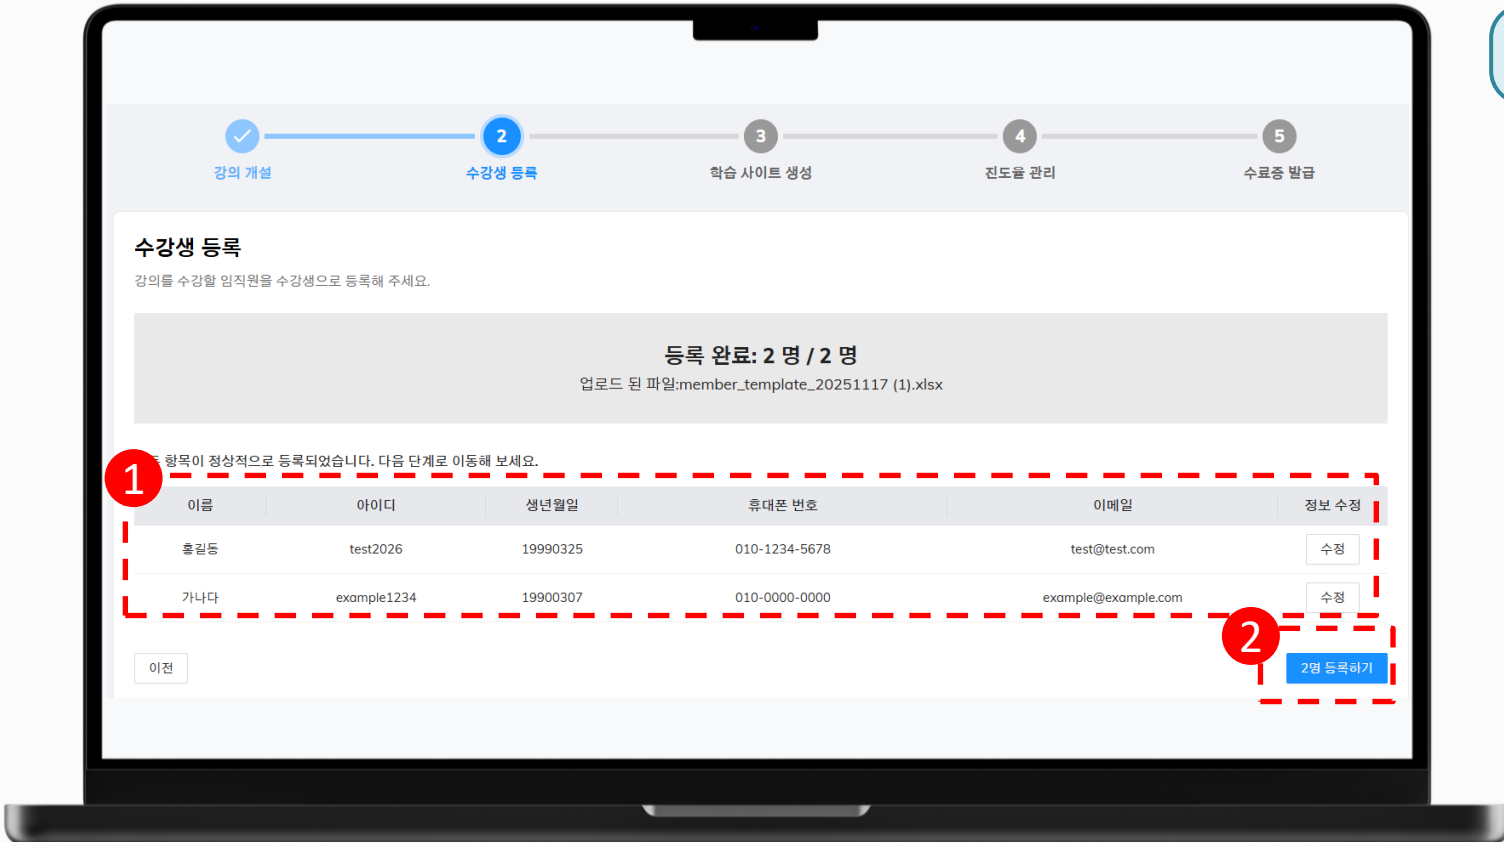 2 3 4 5
강의 개설 수강생 등록 학습 사이트 생성 진도율 관리 수료증 발급
수강생 등록
강의를 수강할 임직원을 수강생으로 등록해 주세요.
등록 완료: 2 명 / 2 명
업로드 된 파일:member_template_20251117 (1).xlsx
항목이 정상적으로 등록되었습니다. 다음 단계로 이동해 보세요.
1
이름 아이디 생년월일 휴대폰 번호 이메일 정보 수정
홍길동 test2026 19990325 010-1234-5678 test@test.com 수정
가나다 example1234 19900307 010-0000-0000 example@example.com 수정
2
이전 2명 등록하기